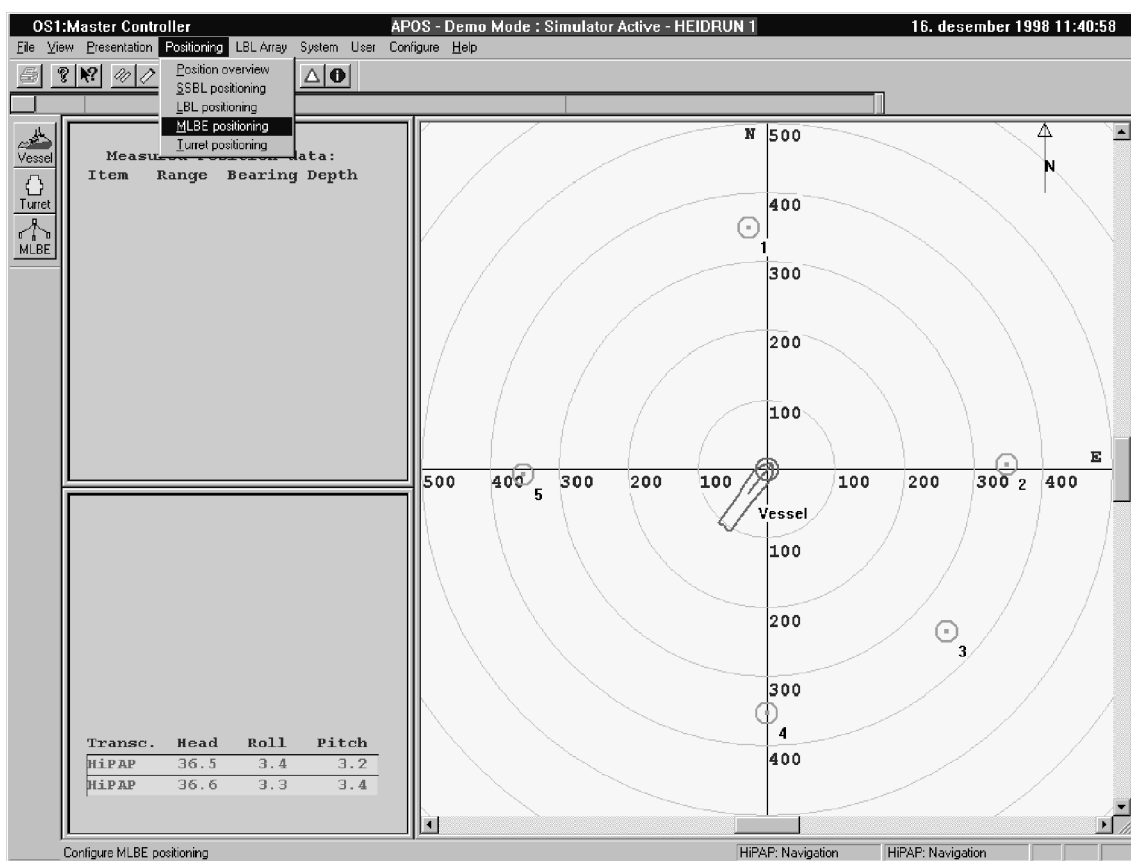 OS1:Master Controller APOS - Demo Mode : Simulator Active - HEIDRUN 1 16. desember 1998 11:40:58
File View Presentation Positioning LBL Array System User Configure Help
Position overview
SSBL positioning
LBL positioning
MLBE positioning
Turret positioning
Vessel
Turret
MLBE
Measured Position data:
Item Range Bearing Depth
N 500
N
400
1
300
200
100
E
500 400 300 200 100 100 200 300 400
5 2
Vessel
100
200
3
300
4
400
Transc. Head Roll Pitch
HiPAP 36.5 3.4 3.2
HiPAP 36.6 3.3 3.4
Configure MLBE positioning HiPAP: Navigation HiPAP: Navigation